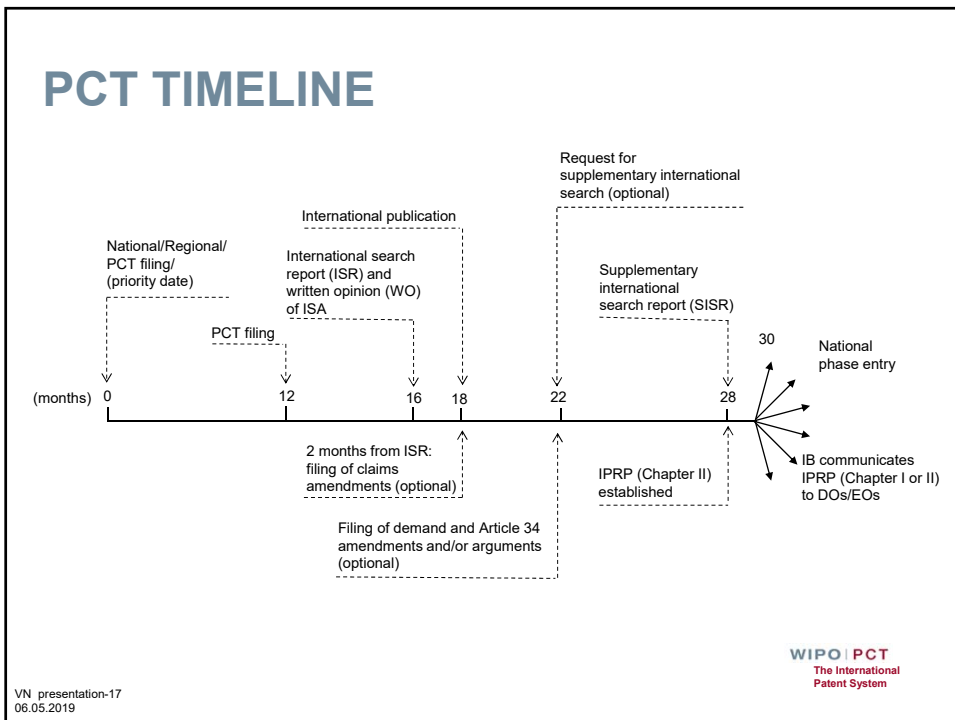 PCT TIMELINE
Request for
supplementary international
search (optional)
International publication
National/Regional/
PCT filing/
(priority date)
International search
report (ISR) and
written opinion (WO)
of ISA
Supplementary
international
search report (SISR)
PCT filing
30
National
phase entry
(months) 0 12 16 18 22 28
2 months from ISR:
filing of claims
amendments (optional)
IPRP (Chapter II)
established
IB communicates
IPRP (Chapter I or II)
to DOs/EOs
Filing of demand and Article 34
amendments and/or arguments
(optional)
WIPO|PCT
The International
Patent System
VN presentation-17
06.05.2019